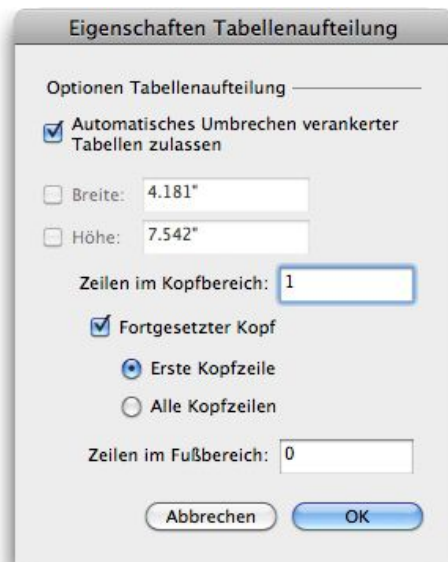 Eigenschaften Tabellenaufteilung
Optionen Tabellenaufteilung
Automatisches Umbrechen verankerter
Tabellen zulassen
Breite: 4.181"
Höhe: 7.542"
Zeilen im Kopfbereich: 1
Fortgesetzter Kopf
Erste Kopfzeile
Alle Kopfzeilen
Zeilen im Fußbereich: 0
Abbrechen OK